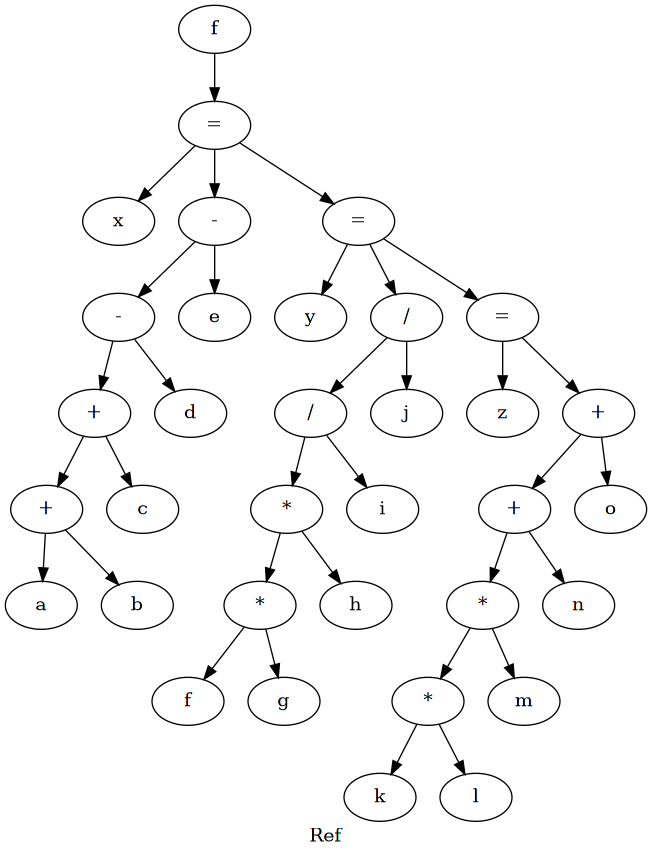 f
=
x - =
- e y / =
+ d / j z +
+ c * i + o
a b * h * n
f g * m
k l
Ref